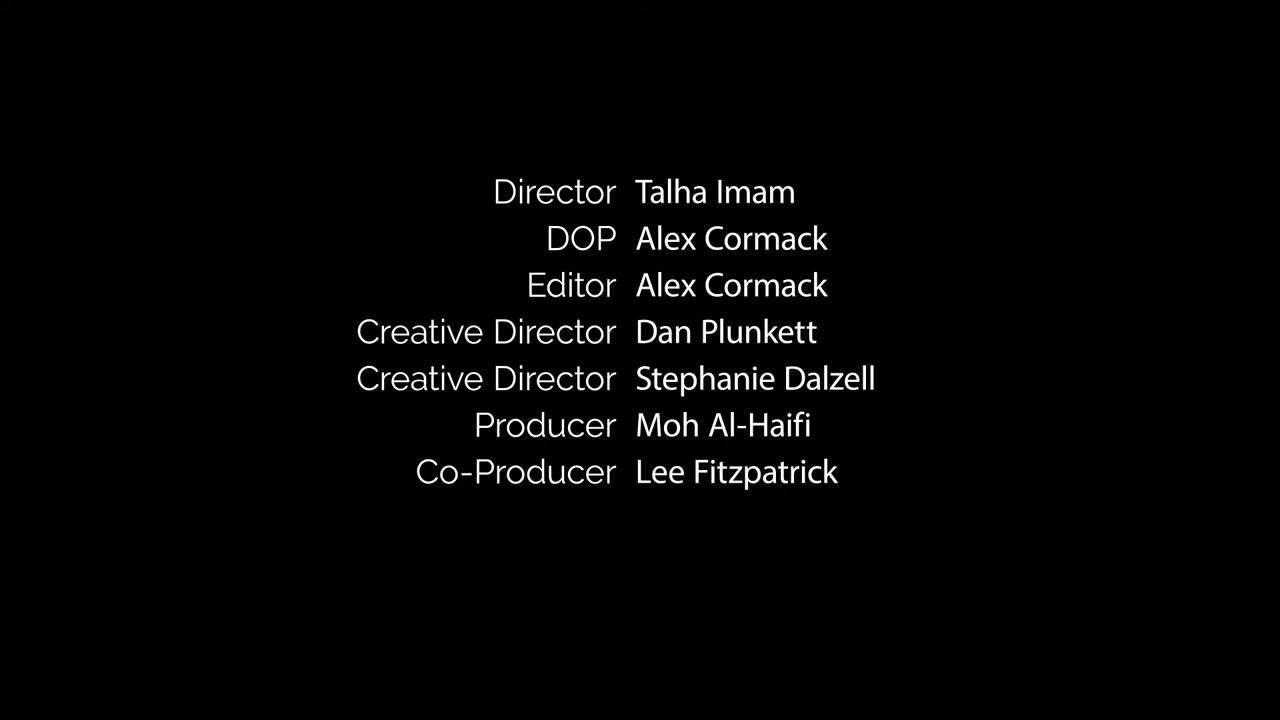 Director Talha Imam
DOP Alex Cormack
Editor Alex Cormack
Creative Director Dan Plunkett
Creative Director Stephanie Dalzell
Producer Moh Al-Haifi
Co-Producer Lee Fitzpatrick